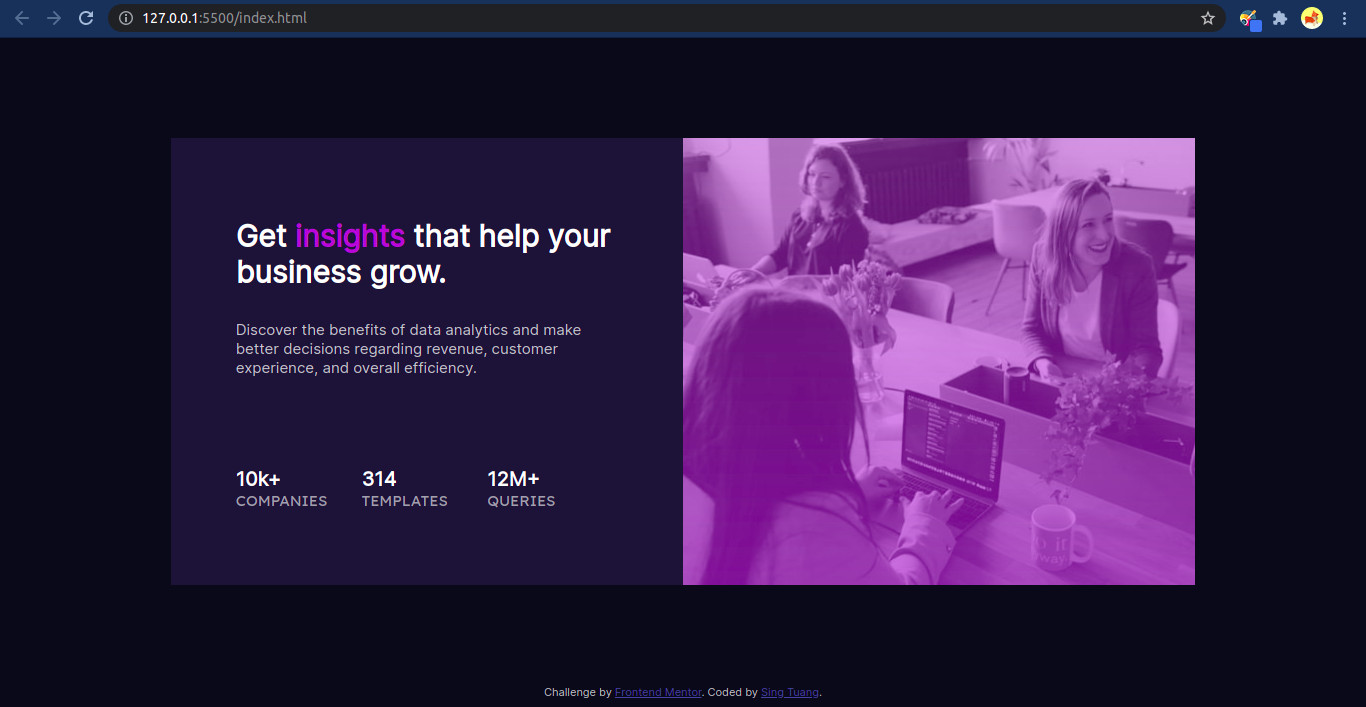 127.0.0.1:5500/index.html
Get insights that help your
business grow.
Discover the benefits of data analytics and make
better decisions regarding revenue, customer
experience, and overall efficiency.
10k+ 314 12M+
COMPANIES TEMPLATES QUERIES
Challenge by Frontend Mentor. Coded by Sing Tuang.